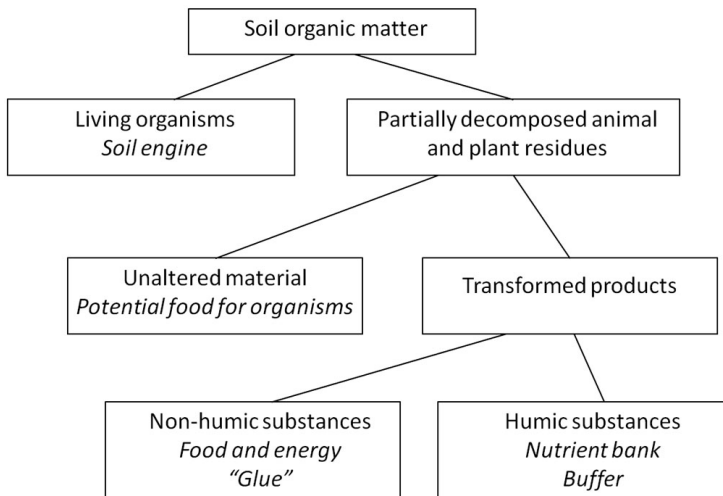 Soil organic matter
Living organisms
Soil engine
Partially decomposed animal
and plant residues
Unaltered material
Potential food for organisms
Transformed products
Non-humic substances
Food and energy
“Glue”
Humic substances
Nutrient bank
Buffer